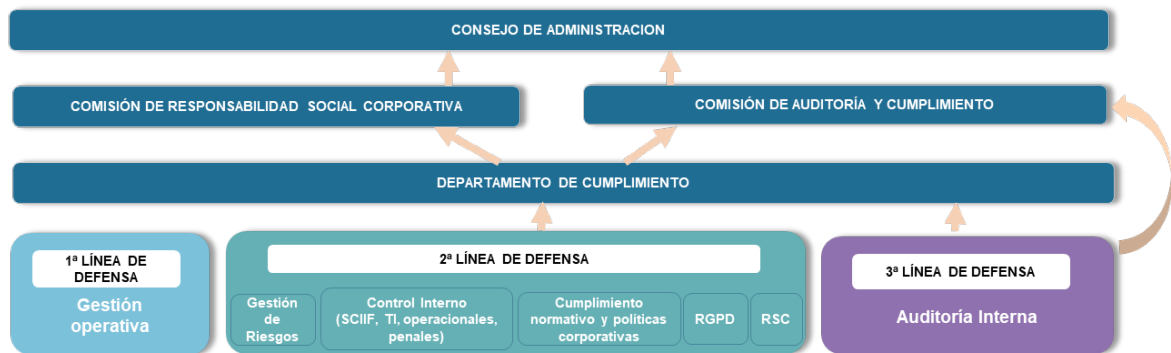 CONSEJO DE ADMINISTRACION
COMISIÓN DE RESPONSABILIDAD SOCIAL CORPORATIVA
COMISIÓN DE AUDITORÍA Y CUMPLIMIENTO
DEPARTAMENTO DE CUMPLIMIENTO
1ª LÍNEA DE
DEFENSA
Gestión
operativa
2ª LÍNEA DE DEFENSA
Gestión
de
Riesgos
Control Interno
(SCIIF, TI, operacionales,
penales)
Cumplimiento
normativo y políticas
corporativas
RGPD
RSC
3ª LÍNEA DE DEFENSA
Auditoría Interna